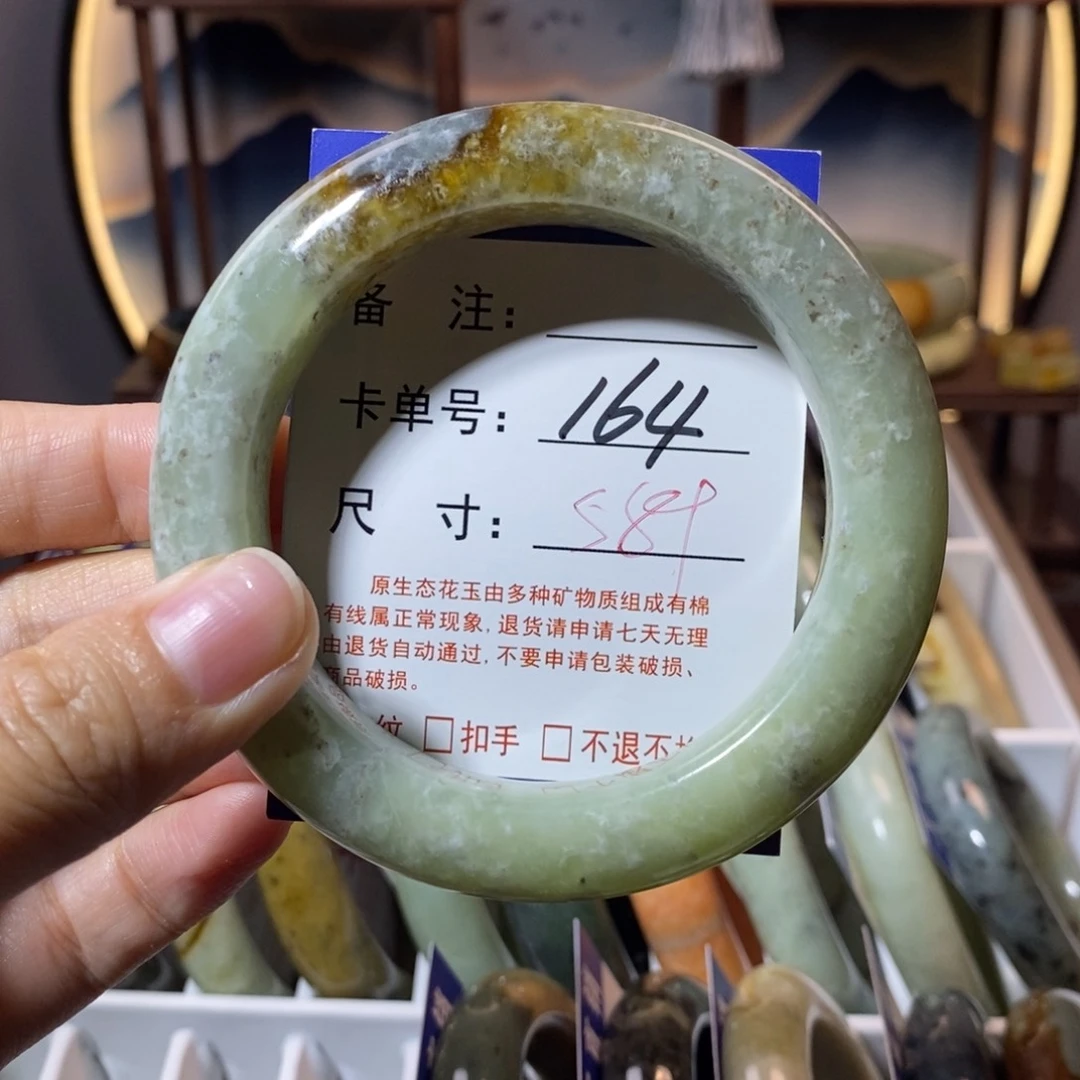 备 注:
卡单号: 164
尺 寸: 589
原生态花玉由多种矿物质组成有棉
有线属正常现象,退货请申请七天无理
由退货自动通过,不要申请包装破损、
商品破损。
纹 □扣手 □不退不